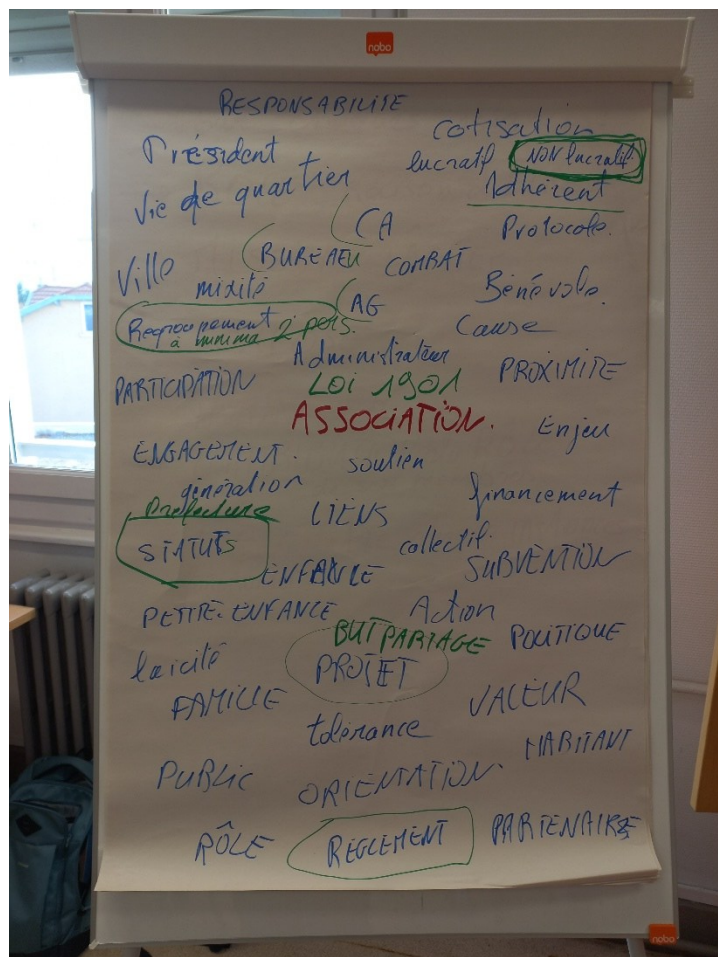 nobo
RESPONSABILITE
cotisation
Président
lucratif NON lucratif
Vie de quartier
Adhérent
CA
Protocole.
BUREAU
COMBAT
Ville
mixité
Bénévole.
AG
Regroupement
à minima 2 pers.
Cause
Administrateur
PROXIMITE
PARTICIPATION
LOI 1901
ASSOCIATION.
Enjeu
ENGAGEMENT.
soutien
génération
financement
Préfecture
LIENS
STATUTS
collectif.
SUBVENTION
ENFANCE
PETITE-ENFANCE
Action
BUT PARTAGE
POLITIQUE
laïcité
PROJET
FAMILLE
VALEUR
tolérance
HABITANT
PUBLIC
ORIENTATION.
RÔLE
REGLEMENT
PARTENAIRE
nobo